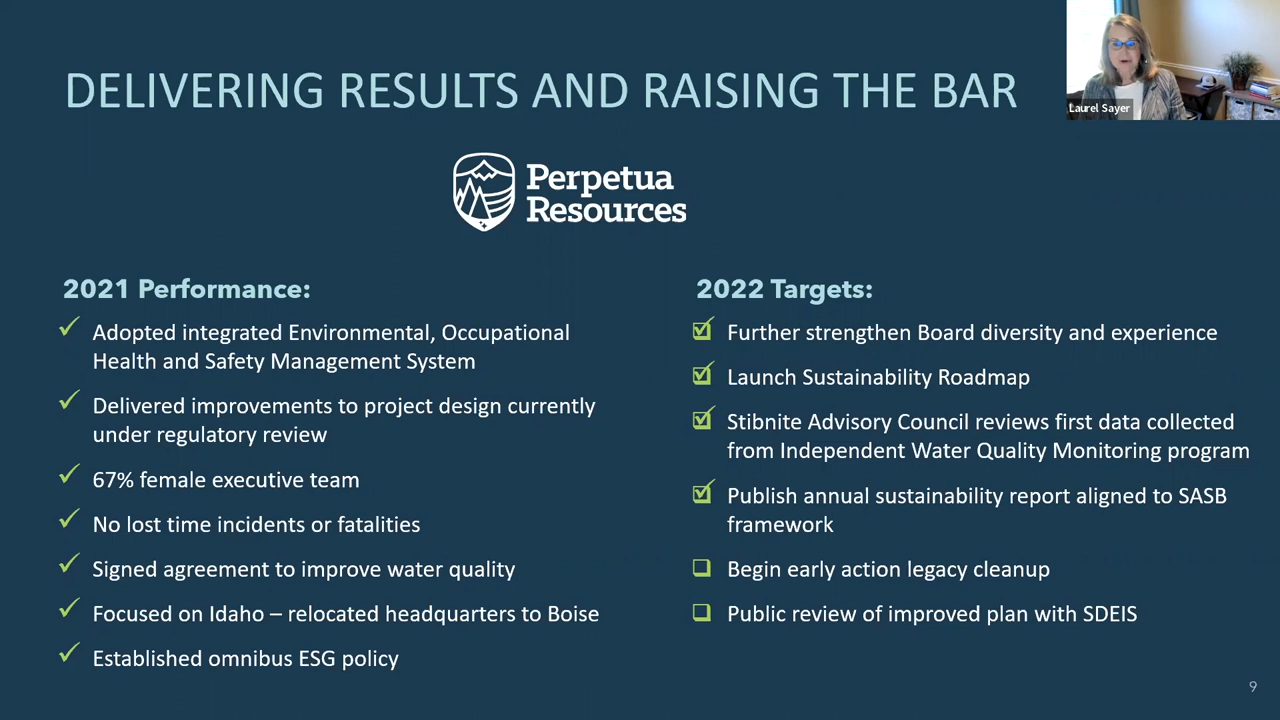 DELIVERING RESULTS AND RAISING THE BAR
Laurel Sayer
Perpetua
Resources
2021 Performance:
Adopted integrated Environmental, Occupational
Health and Safety Management System
Delivered improvements to project design currently
under regulatory review
67% female executive team
No lost time incidents or fatalities
Signed agreement to improve water quality
Focused on Idaho – relocated headquarters to Boise
Established omnibus ESG policy
2022 Targets:
Further strengthen Board diversity and experience
Launch Sustainability Roadmap
Stibnite Advisory Council reviews first data collected
from Independent Water Quality Monitoring program
Publish annual sustainability report aligned to SASB
framework
Begin early action legacy cleanup
Public review of improved plan with SDEIS
9